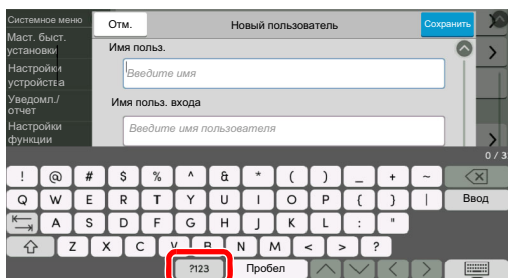 Системное меню
Отм.
Новый пользователь
Сохранить
Маст. быст.
установки
Имя польз.
Настройки
устройства
Введите имя
Уведомл./
отчет
Имя польз. входа
Настройки
функции
Введите имя пользователя
0 / 3
! @ # $ % ^ & * ( ) _ + ~
Q W E R T Y U I O P { } | Ввод
A S D F G H J K L : "
Z X C V B N M < > ?
?123 Пробел